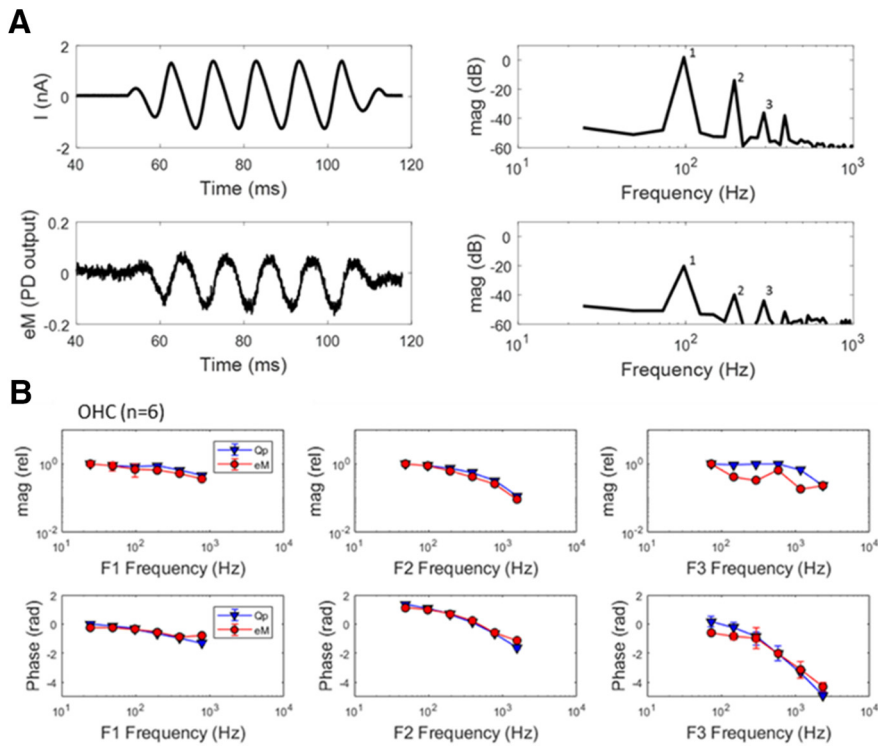 A
I (nA)
2
0
-2
40 60 80 100 120
Time (ms)
mag (dB)
0
-20
-40
-60
1
2
3
10^1 10^2 10^3
Frequency (Hz)
eM (PD output)
0.2
0
-0.2
40 60 80 100 120
Time (ms)
mag (dB)
0
-20
-40
-60
1
2
3
10^1 10^2 10^3
Frequency (Hz)
B
OHC (n=6)
mag (rel)
10^0
10^-2
Qp
eM
10^1 10^2 10^3 10^4
F1 Frequency (Hz)
mag (rel)
10^0
10^-2
10^1 10^2 10^3 10^4
F2 Frequency (Hz)
mag (rel)
10^0
10^-2
10^1 10^2 10^3 10^4
F3 Frequency (Hz)
Phase (rad)
2
0
-2
-4
Qp
eM
10^1 10^2 10^3 10^4
F1 Frequency (Hz)
Phase (rad)
2
0
-2
-4
10^1 10^2 10^3 10^4
F2 Frequency (Hz)
Phase (rad)
2
0
-2
-4
10^1 10^2 10^3 10^4
F3 Frequency (Hz)